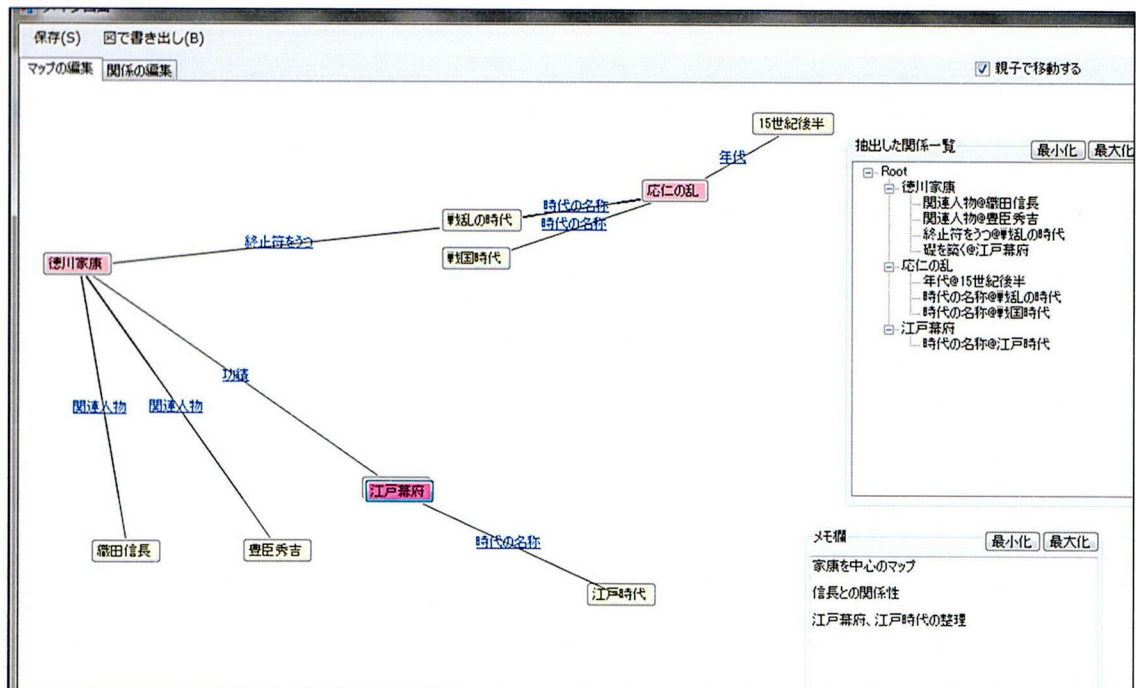 保存(S) 図で書き出し(B)
マップの編集 関係の編集
親子で移動する
15世紀後半
年代
応仁の乱
時代の名称
戦乱の時代
時代の名称
戦国時代
終止符をうつ
徳川家康
功績
関連人物
関連人物
江戸幕府
時代の名称
織田信長
豊臣秀吉
江戸時代
抽出した関係一覧
最小化 最大化
Root
徳川家康
関連人物@織田信長
関連人物@豊臣秀吉
終止符をうつ@戦乱の時代
礎を築く@江戸幕府
応仁の乱
年代@15世紀後半
時代の名称@戦乱の時代
時代の名称@戦国時代
江戸幕府
時代の名称@江戸時代
メモ欄
最小化 最大化
家康を中心のマップ
信長との関係性
江戸幕府、江戸時代の整理